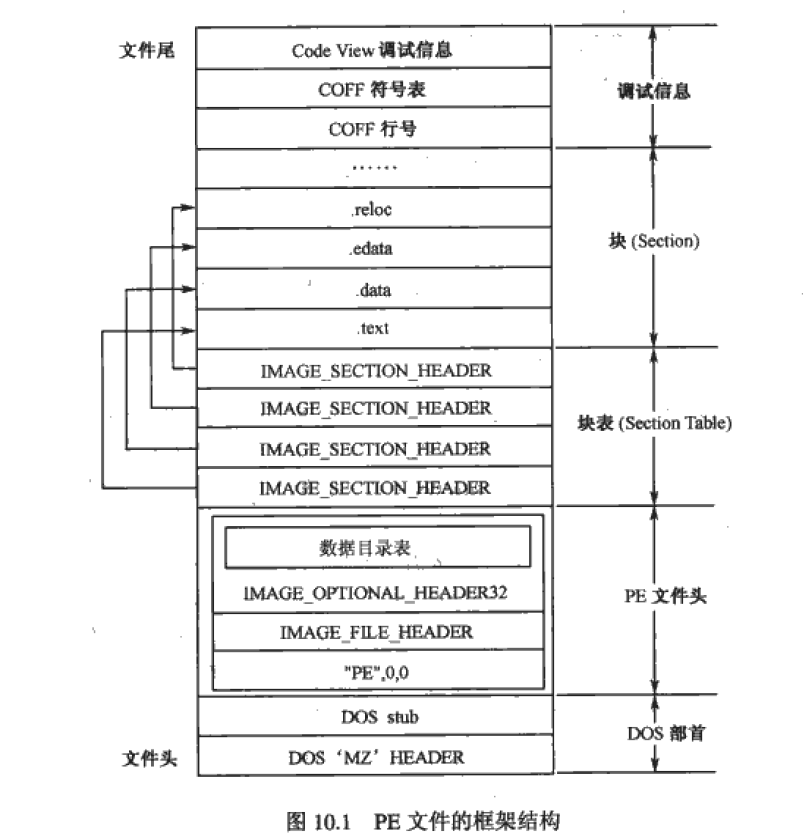 文件尾
Code View 调试信息
COFF 符号表
调试信息
COFF 行号
······
.reloc
.edata
块 (Section)
.data
.text
IMAGE_SECTION_HEADER
IMAGE_SECTION_HEADER
块表 (Section Table)
IMAGE_SECTION_HEADER
IMAGE_SECTION_HEADER
数据目录表
IMAGE_OPTIONAL_HEADER32
PE 文件头
IMAGE_FILE_HEADER
"PE",0,0
DOS stub
DOS 部首
文件头
DOS ‘MZ’ HEADER
图 10.1 PE 文件的框架结构